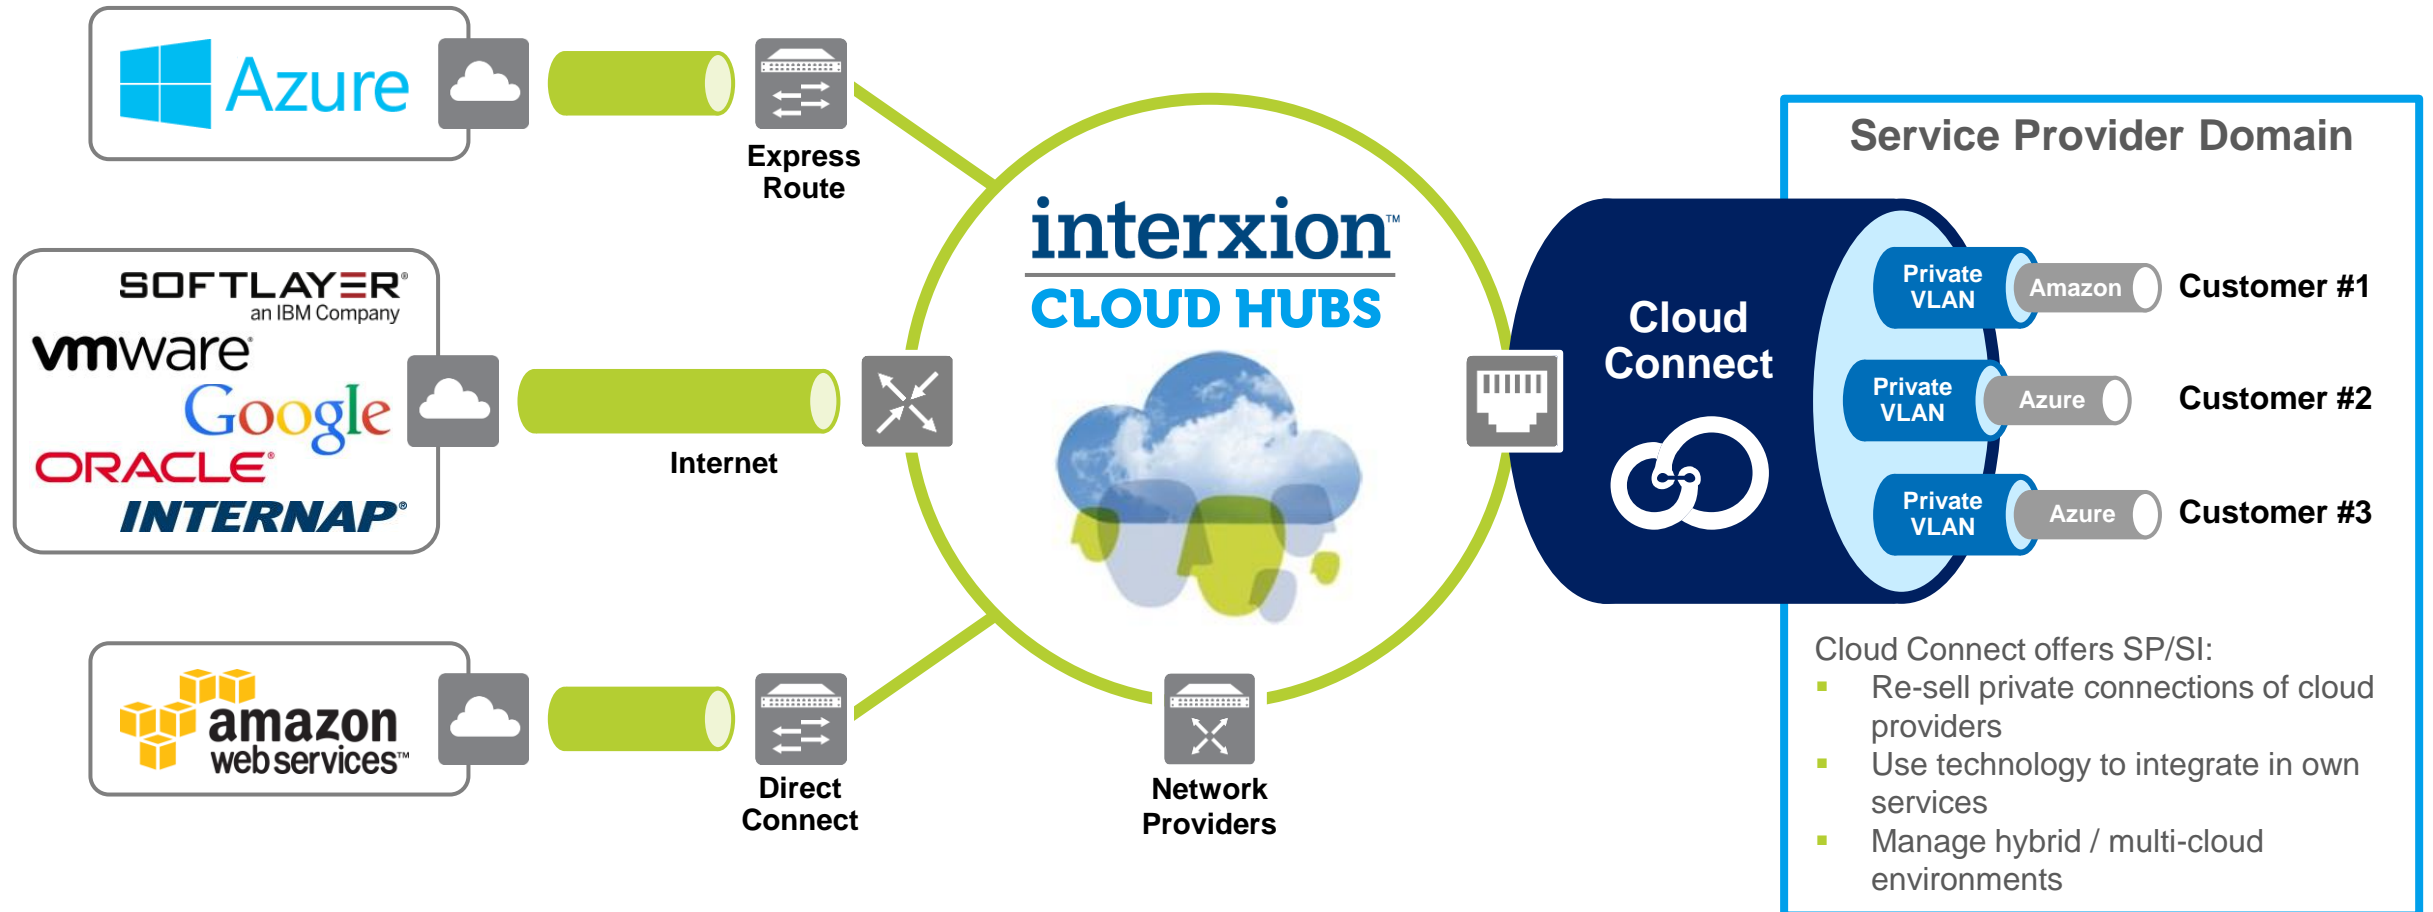 Azure
Express
Route
SOFTLAYER®
an IBM Company
vmware®
Google
ORACLE®
INTERNAP®
Internet
amazon
web services™
Direct
Connect
interxion™
CLOUD HUBS
Network
Providers
Cloud
Connect
Service Provider Domain
Private
VLAN
Amazon
Customer #1
Private
VLAN
Azure
Customer #2
Private
VLAN
Azure
Customer #3
Cloud Connect offers SP/SI:
▪ Re-sell private connections of cloud
providers
▪ Use technology to integrate in own
services
▪ Manage hybrid / multi-cloud
environments